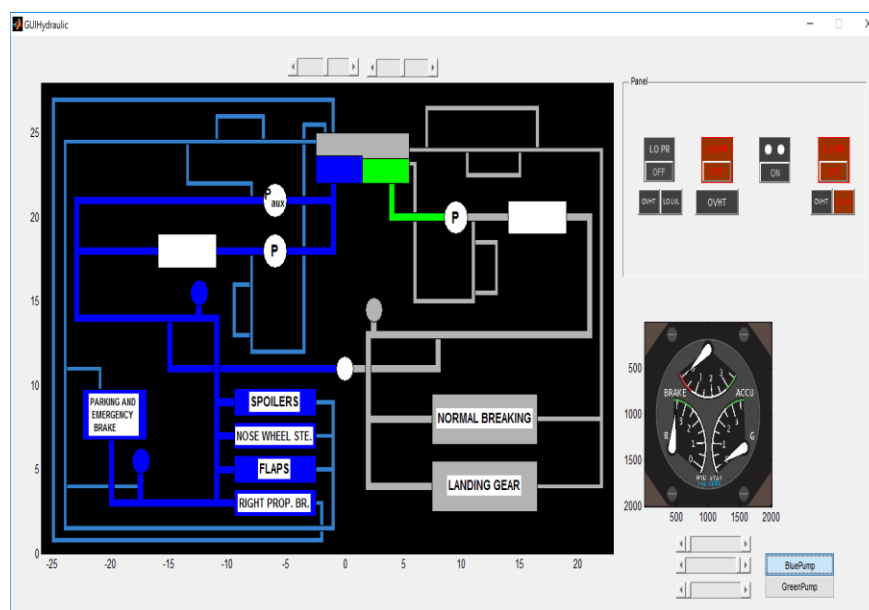 GUIHydraulic
Panel
LO PR
OFF
ON
OVHT
LO LVL
OVHT
OVHT
25
20
15
10
5
0
-25
-20
-15
-10
-5
0
5
10
15
20
P aux
P
P
PARKING AND
EMERGENCY
BRAKE
SPOILERS
NOSE WHEEL STE.
FLAPS
RIGHT PROP. BR.
NORMAL BREAKING
LANDING GEAR
500
1000
1500
2000
500
1000
1500
2000
BRAKE
ACCU
B
G
BluePump
GreenPump